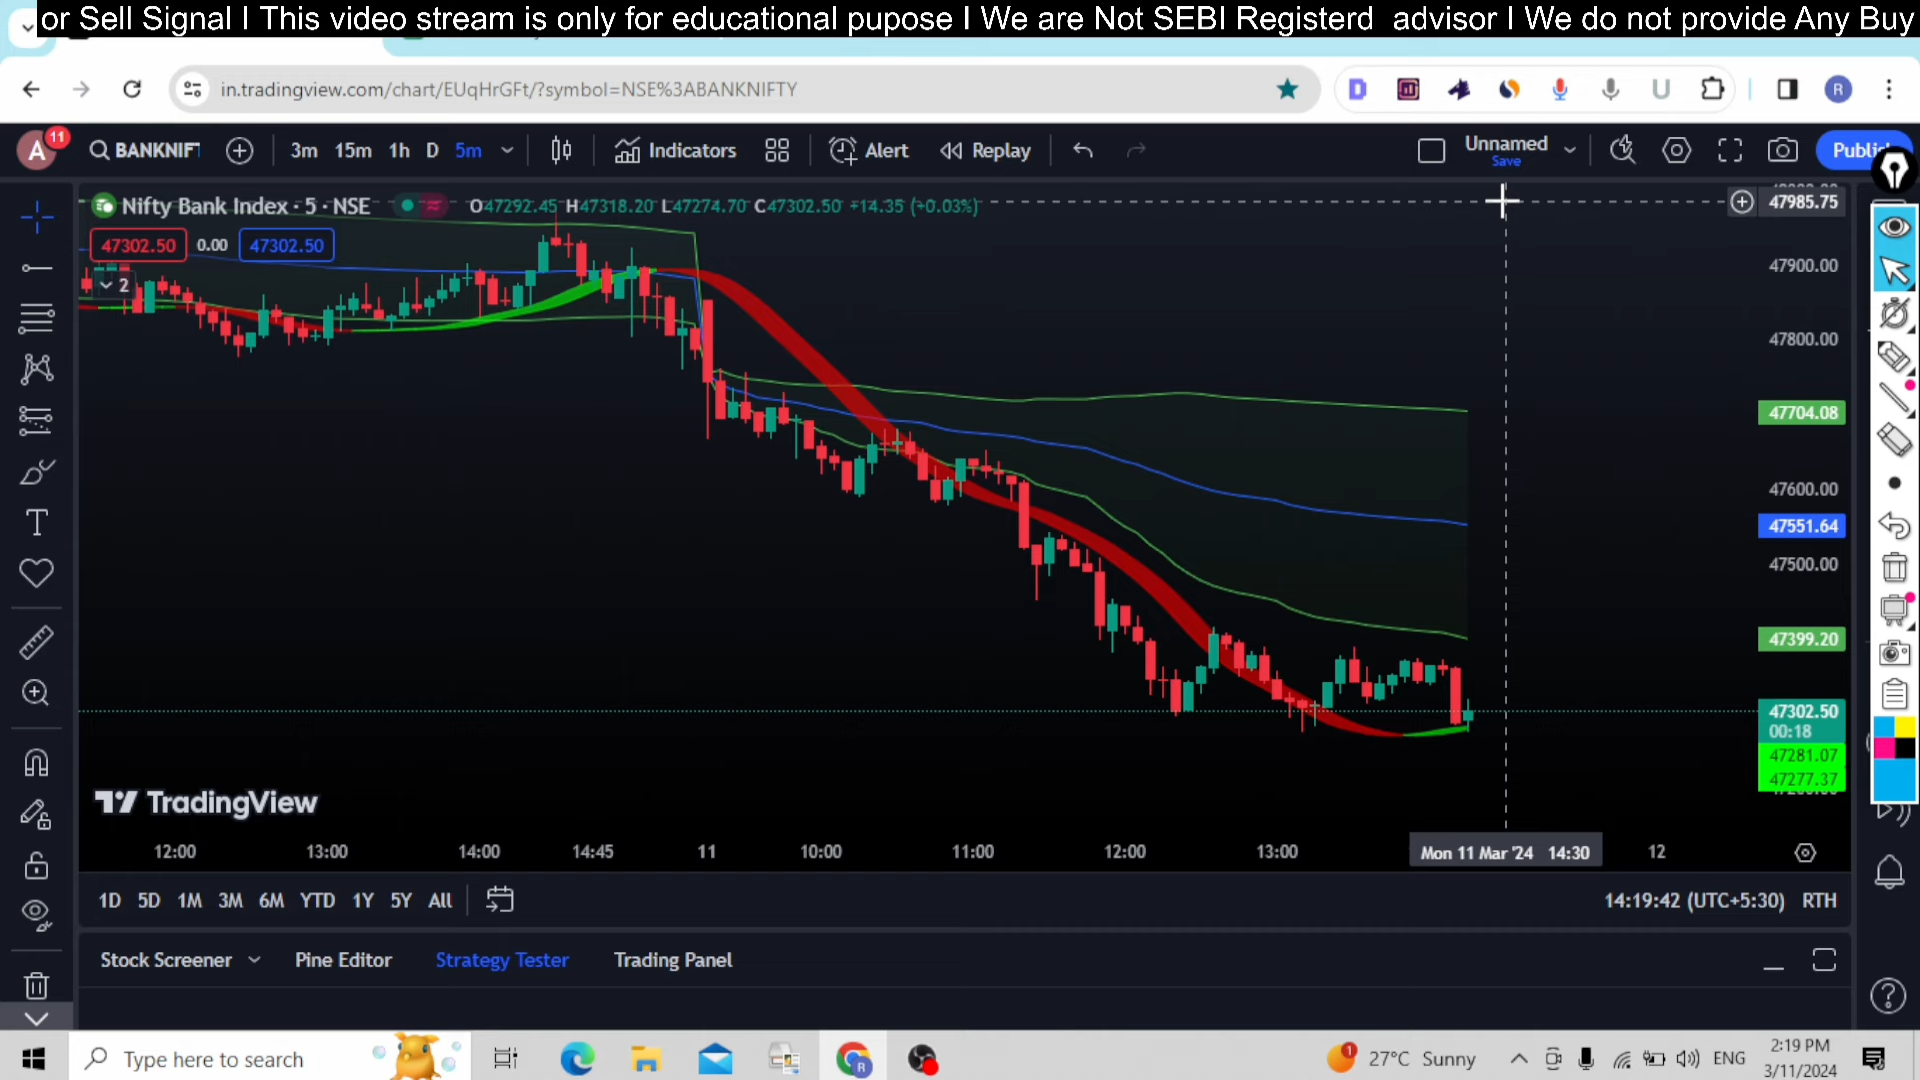 or Sell Signal I This video stream is only for educational pupose I We are Not SEBI Registerd advisor I We do not provide Any Buy
in.tradingview.com/chart/EUqHrGFt/?symbol=NSE%3ABANKNIFTY
R
A 11 BANKNIF 3m 15m 1h D 5m Indicators Alert Replay Unnamed Save Publis
Nifty Bank Index · 5 · NSE O47292.45 H47318.20 L47274.70 C47302.50 +14.35 (+0.03%)
47985.75
47302.50 0.00 47302.50
2
47900.00
47800.00
47704.08
47600.00
47551.64
47500.00
47399.20
47302.50
00:18
47281.07
47277.37
TradingView
12:00 13:00 14:00 14:45 11 10:00 11:00 12:00 13:00 Mon 11 Mar '24 14:30 12
1D 5D 1M 3M 6M YTD 1Y 5Y All 14:19:42 (UTC+5:30) RTH
Stock Screener Pine Editor Strategy Tester Trading Panel
Type here to search 1 27°C Sunny ENG 2:19 PM
3/11/2024